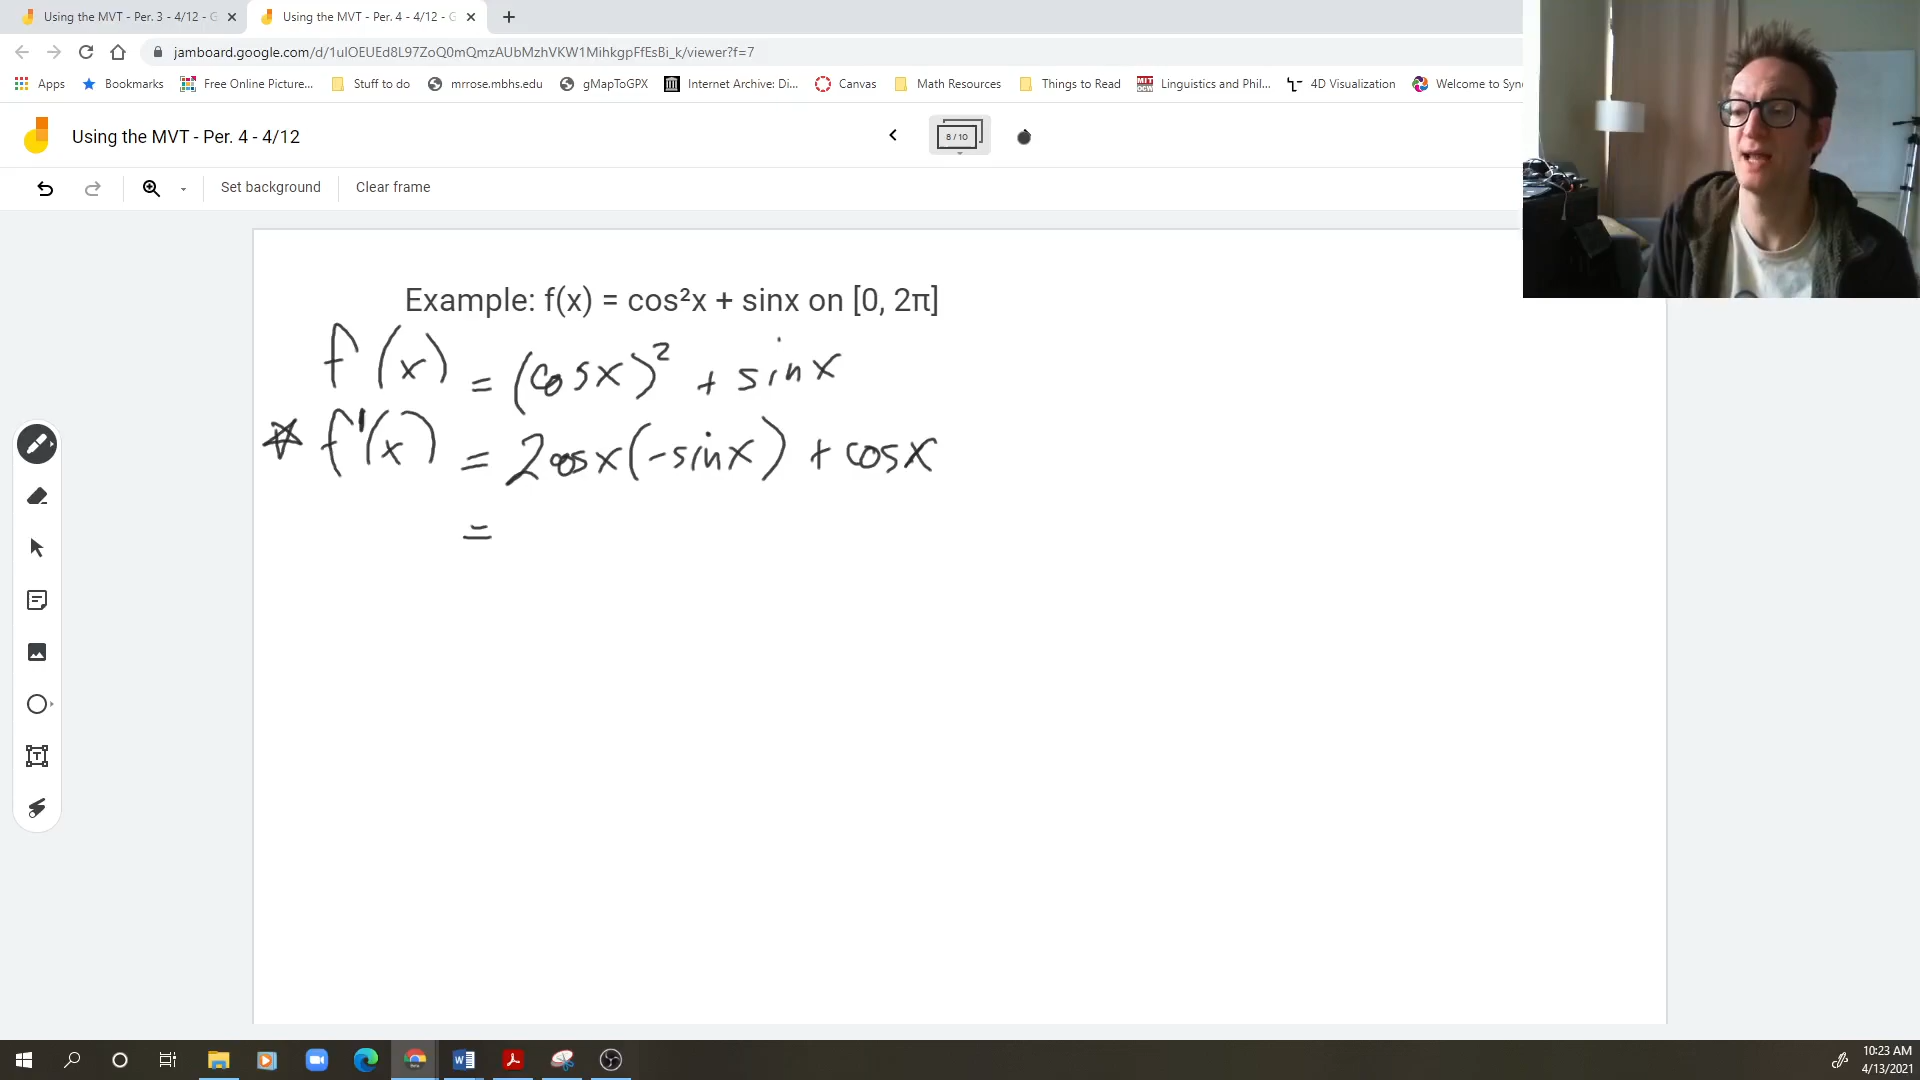 Using the MVT - Per. 3 - 4/12 - G
Using the MVT - Per. 4 - 4/12 - G
jamboard.google.com/d/1ulOEUEd8L97ZoQ0mQmzAUbMzhVKW1MihkgpFfEsBi_k/viewer?f=7
Apps Bookmarks Free Online Picture... Stuff to do mrrose.mbhs.edu gMapToGPX Internet Archive: Di... Canvas Math Resources Things to Read Linguistics and Phil... 4D Visualization Welcome to Syn
Using the MVT - Per. 4 - 4/12
8 / 10
Set background Clear frame
Example: f(x) = cos²x + sinx on [0, 2π]
f(x) = (cosx)² + sinx
☆ f'(x) = 2cosx(-sinx) + cosx
=
10:23 AM
4/13/2021